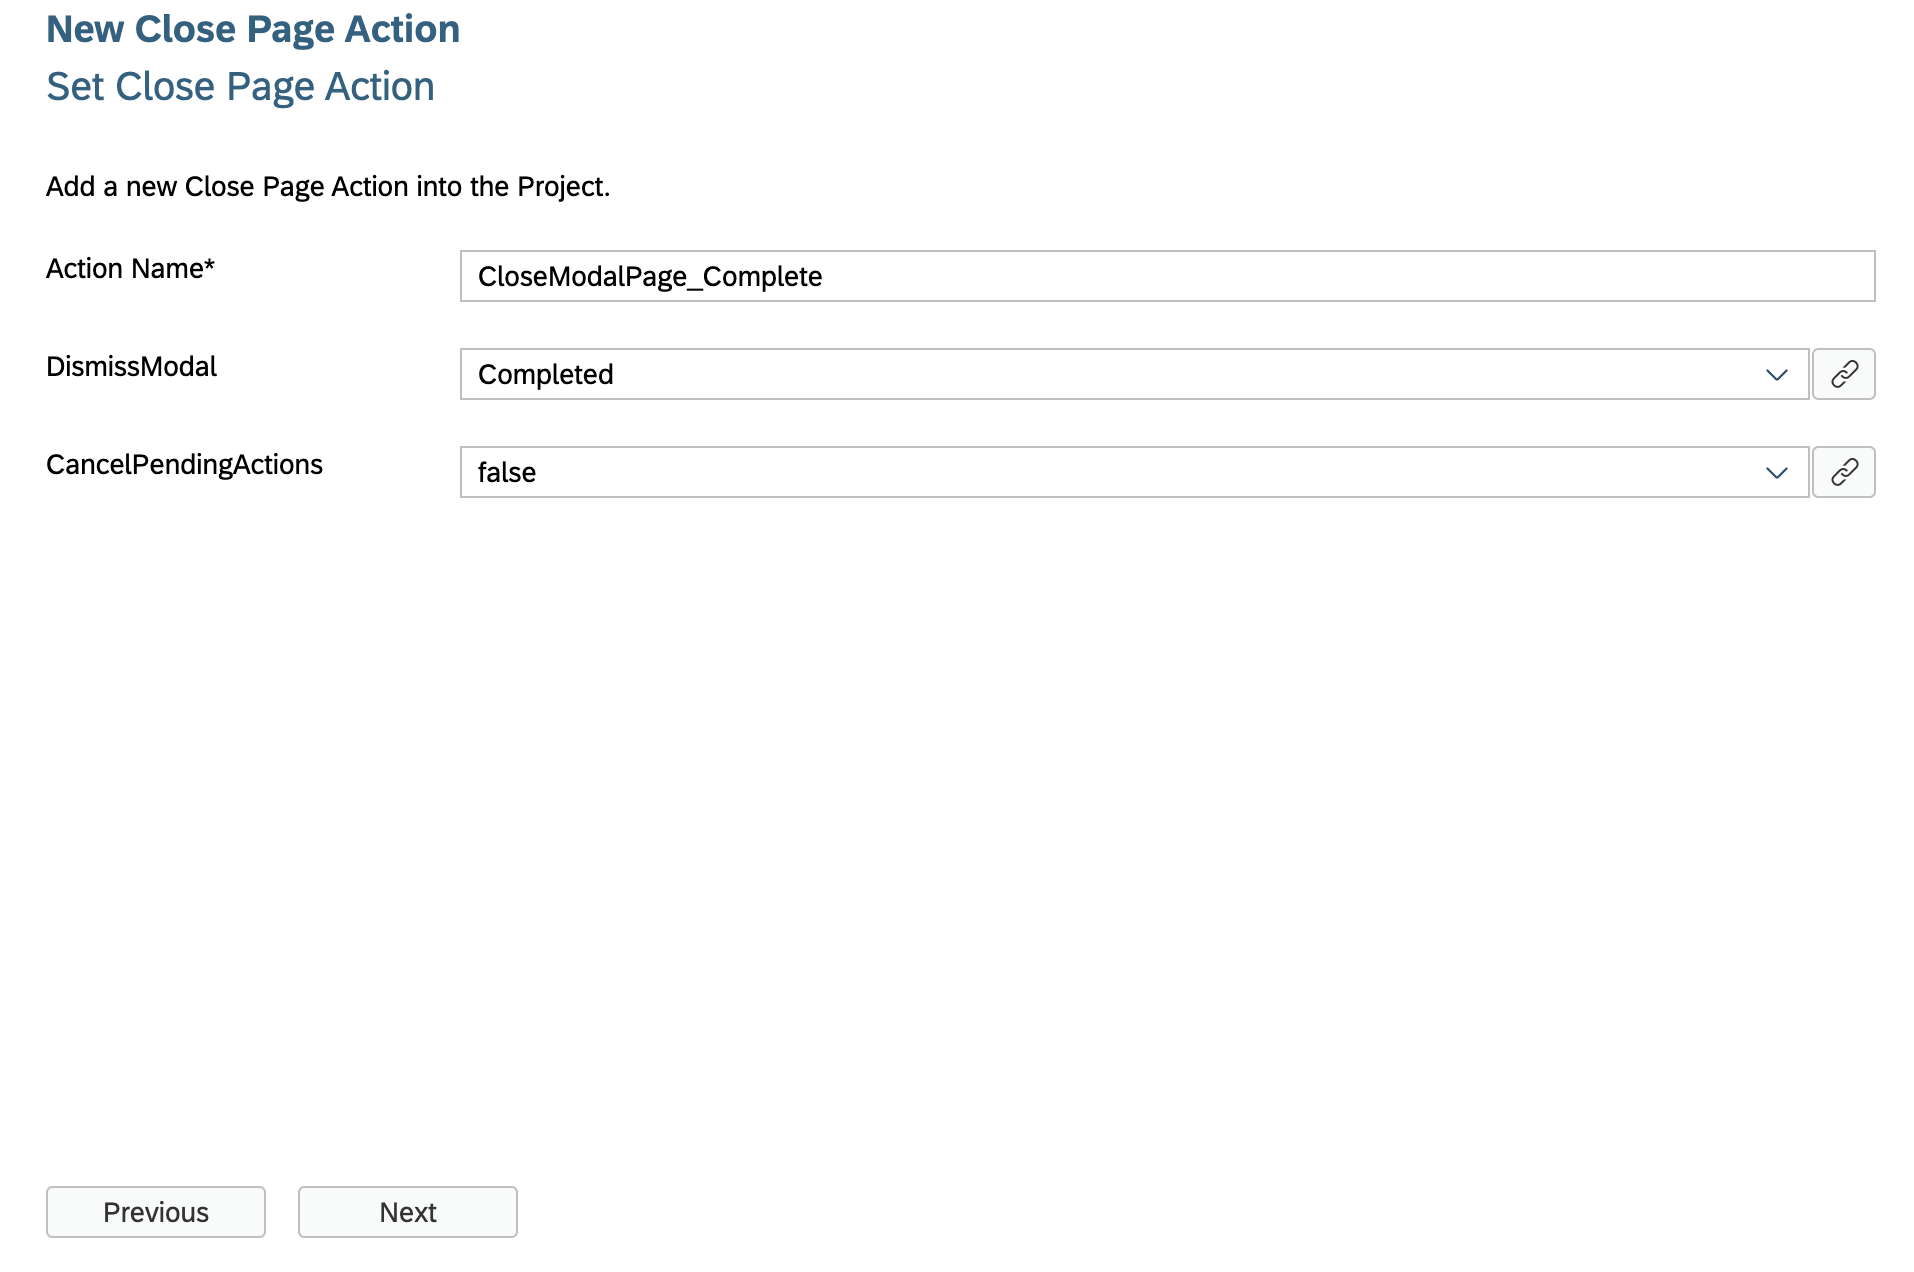 New Close Page Action
Set Close Page Action
Add a new Close Page Action into the Project.
Action Name*
CloseModalPage_Complete
DismissModal
Completed
CancelPendingActions
false
Previous
Next